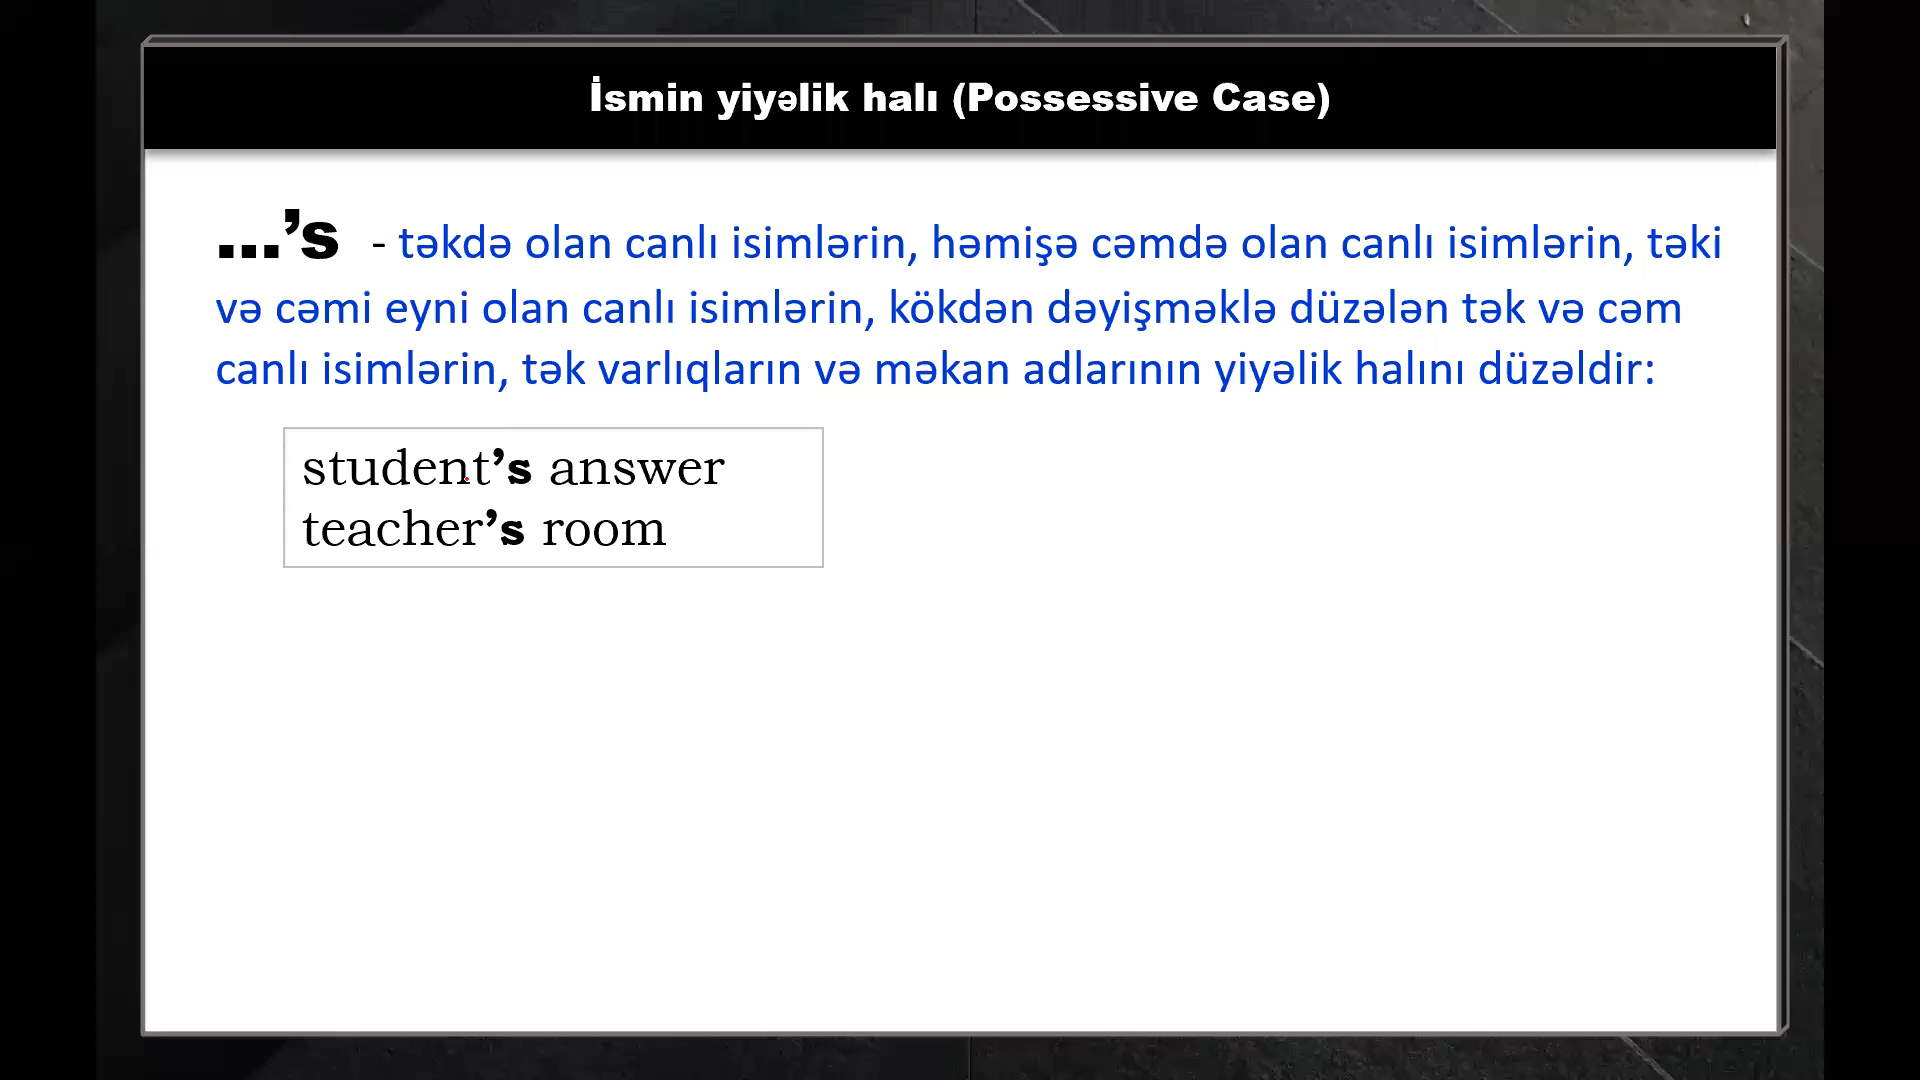 İsmin yiyəlik halı (Possessive Case)
...’s - təkdə olan canlı isimlərin, həmişə cəmdə olan canlı isimlərin, təki
və cəmi eyni olan canlı isimlərin, kökdən dəyişməklə düzələn tək və cəm
canlı isimlərin, tək varlıqların və məkan adlarının yiyəlik halını düzəldir:
student’s answer
teacher’s room